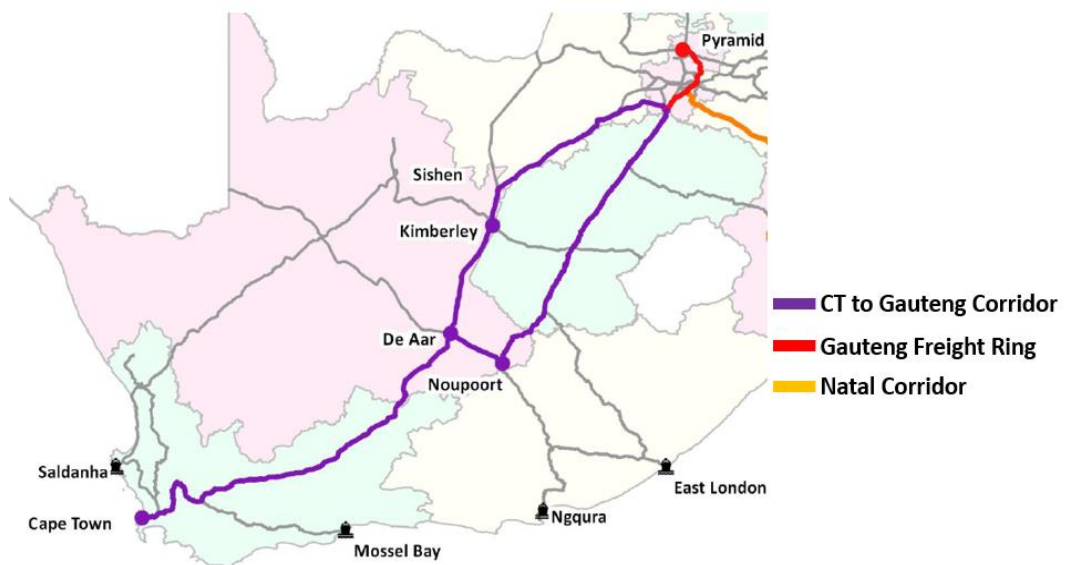 Pyramid
Sishen
Kimberley
De Aar
Noupoort
Saldanha
Cape Town
Mossel Bay
Ngqura
East London
CT to Gauteng Corridor
Gauteng Freight Ring
Natal Corridor